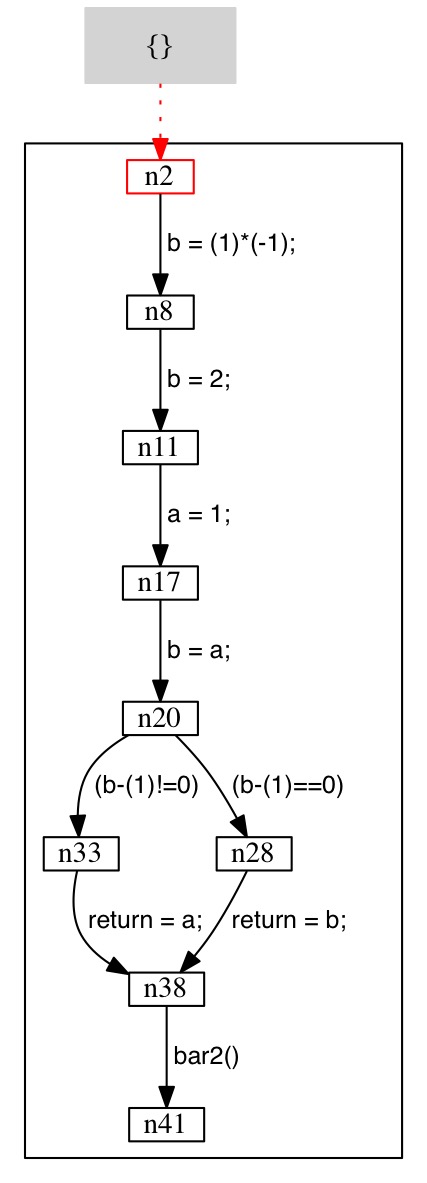 {}
n2
b = (1)*(-1);
n8
b = 2;
n11
a = 1;
n17
b = a;
n20
(b-(1)!=0) (b-(1)==0)
n33 n28
return = a; return = b;
n38
bar2()
n41